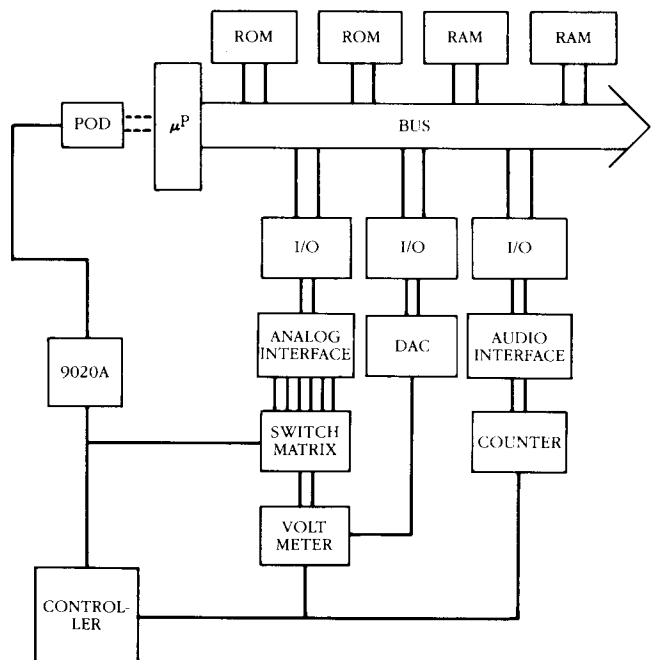 ROM
ROM
RAM
RAM
POD
μP
BUS
I/O
I/O
I/O
ANALOG
INTERFACE
DAC
AUDIO
INTERFACE
9020A
SWITCH
MATRIX
COUNTER
VOLT
METER
CONTROL-
LER